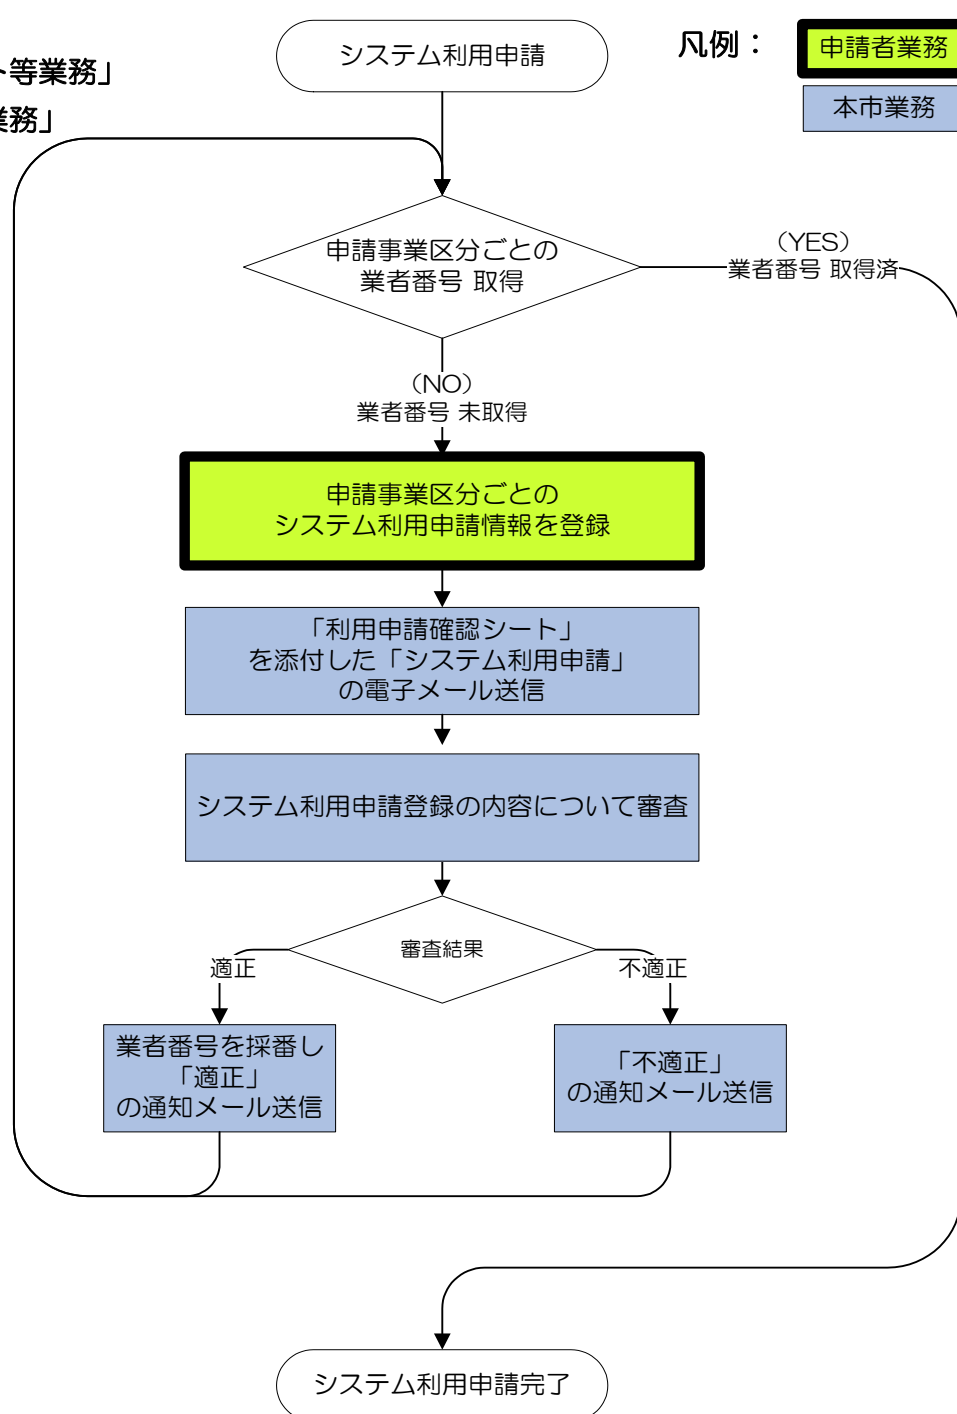 システム利用申請
凡例：
申請者業務
ト等業務」
本市業務
業務」
申請事業区分ごとの
業者番号 取得
（YES）
業者番号 取得済
（NO）
業者番号 未取得
申請事業区分ごとの
システム利用申請情報を登録
「利用申請確認シート」
を添付した「システム利用申請」
の電子メール送信
システム利用申請登録の内容について審査
審査結果
適正
不適正
業者番号を採番し
「適正」
の通知メール送信
「不適正」
の通知メール送信
システム利用申請完了